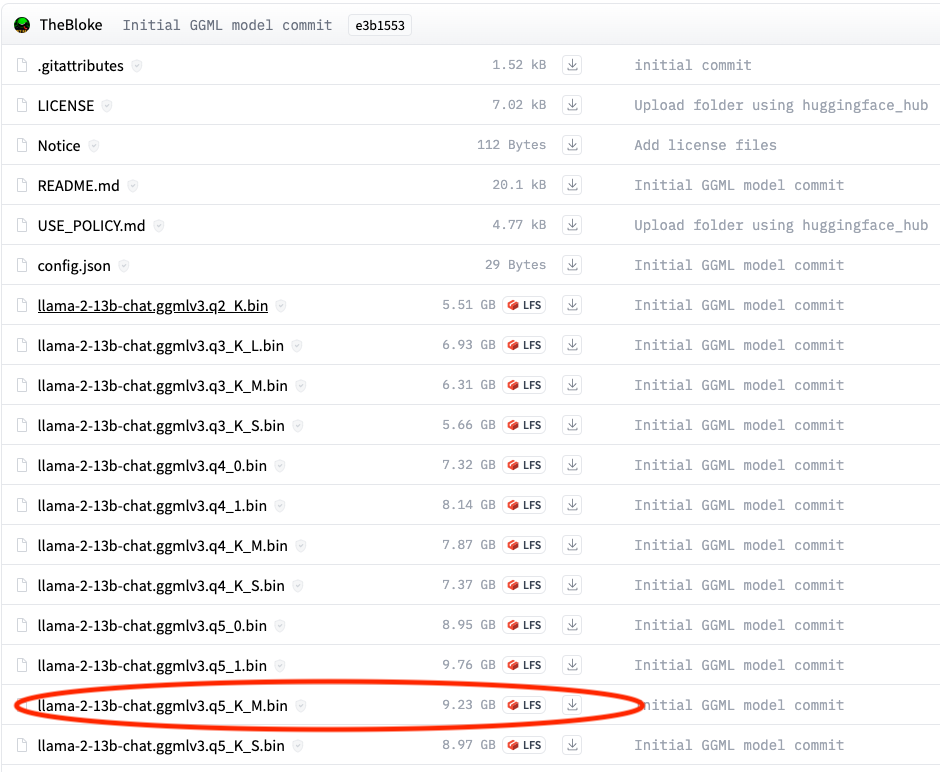 TheBloke Initial GGML model commit e3b1553
.gitattributes 1.52 kB initial commit
LICENSE 7.02 kB Upload folder using huggingface_hub
Notice 112 Bytes Add license files
README.md 20.1 kB Initial GGML model commit
USE_POLICY.md 4.77 kB Upload folder using huggingface_hub
config.json 29 Bytes Initial GGML model commit
llama-2-13b-chat.ggmlv3.q2_K.bin 5.51 GB LFS Initial GGML model commit
llama-2-13b-chat.ggmlv3.q3_K_L.bin 6.93 GB LFS Initial GGML model commit
llama-2-13b-chat.ggmlv3.q3_K_M.bin 6.31 GB LFS Initial GGML model commit
llama-2-13b-chat.ggmlv3.q3_K_S.bin 5.66 GB LFS Initial GGML model commit
llama-2-13b-chat.ggmlv3.q4_0.bin 7.32 GB LFS Initial GGML model commit
llama-2-13b-chat.ggmlv3.q4_1.bin 8.14 GB LFS Initial GGML model commit
llama-2-13b-chat.ggmlv3.q4_K_M.bin 7.87 GB LFS Initial GGML model commit
llama-2-13b-chat.ggmlv3.q4_K_S.bin 7.37 GB LFS Initial GGML model commit
llama-2-13b-chat.ggmlv3.q5_0.bin 8.95 GB LFS Initial GGML model commit
llama-2-13b-chat.ggmlv3.q5_1.bin 9.76 GB LFS Initial GGML model commit
llama-2-13b-chat.ggmlv3.q5_K_M.bin 9.23 GB LFS Initial GGML model commit
llama-2-13b-chat.ggmlv3.q5_K_S.bin 8.97 GB LFS Initial GGML model commit